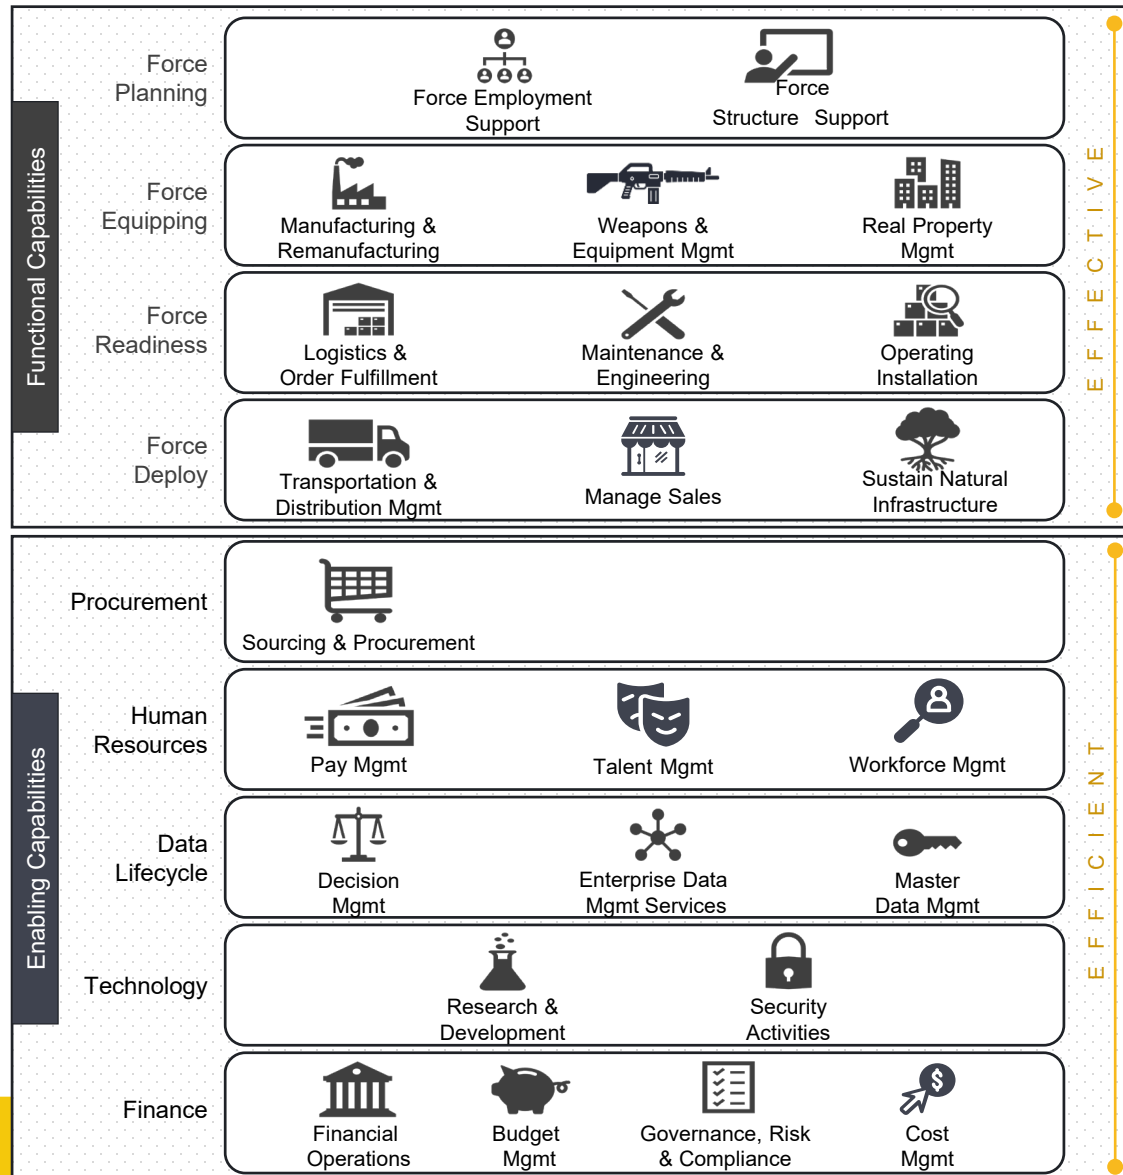 Functional Capabilities
Force
Planning
Force Employment
Support
Force
Structure Support
Force
Equipping
Manufacturing &
Remanufacturing
Weapons &
Equipment Mgmt
Real Property
Mgmt
Force
Readiness
Logistics &
Order Fulfillment
Maintenance &
Engineering
Operating
Installation
Force
Deploy
Transportation &
Distribution Mgmt
Manage Sales
Sustain Natural
Infrastructure
EFFECTIVE
Enabling Capabilities
Procurement
Sourcing & Procurement
Human
Resources
Pay Mgmt
Talent Mgmt
Workforce Mgmt
Data
Lifecycle
Decision
Mgmt
Enterprise Data
Mgmt Services
Master
Data Mgmt
Technology
Research &
Development
Security
Activities
Finance
Financial
Operations
Budget
Mgmt
Governance, Risk
& Compliance
$
Cost
Mgmt
EFFICIENT